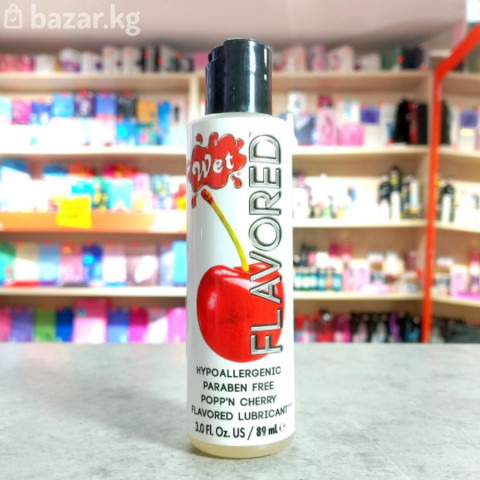 bazar.kg
Wet
FLAVORED
HYPOALLERGENIC
PARABEN FREE
POPP'N CHERRY
FLAVORED LUBRICANT
3.0 Fl. Oz. US / 89 mL e